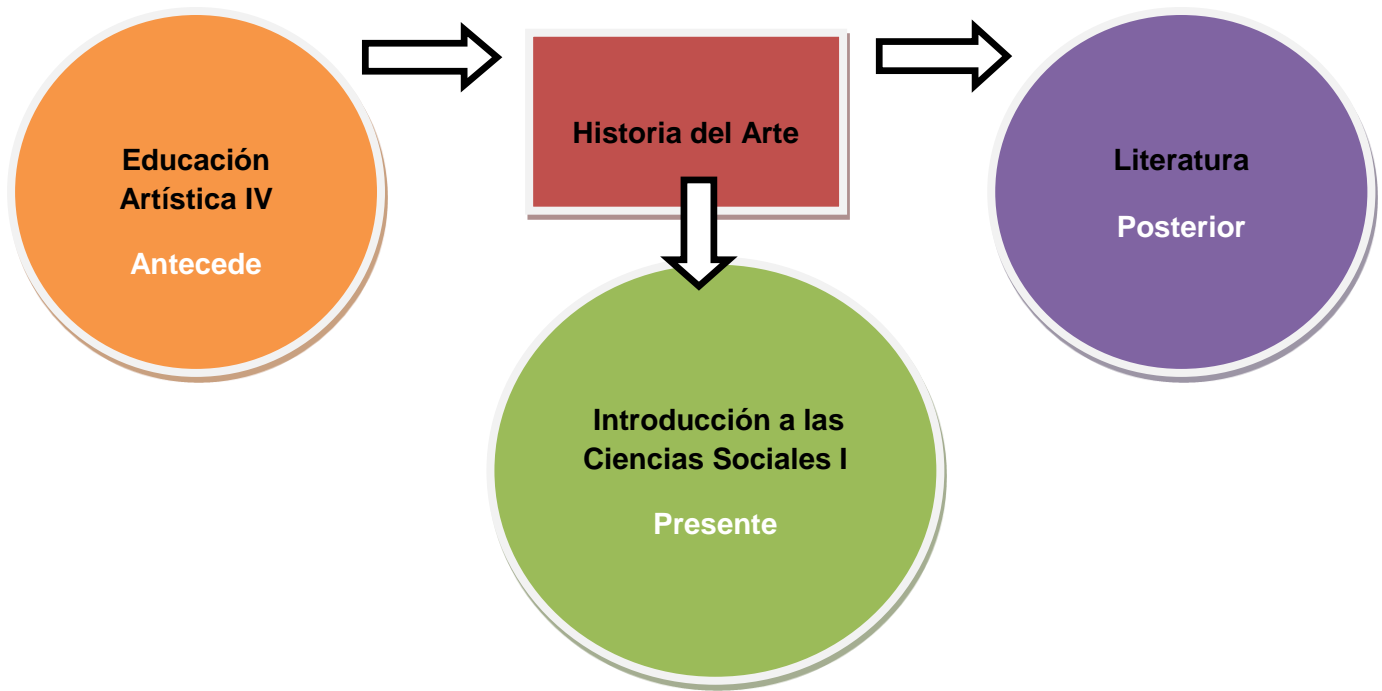 Educación
Artística IV
Antecede
Historia del Arte
Literatura
Posterior
Introducción a las
Ciencias Sociales I
Presente